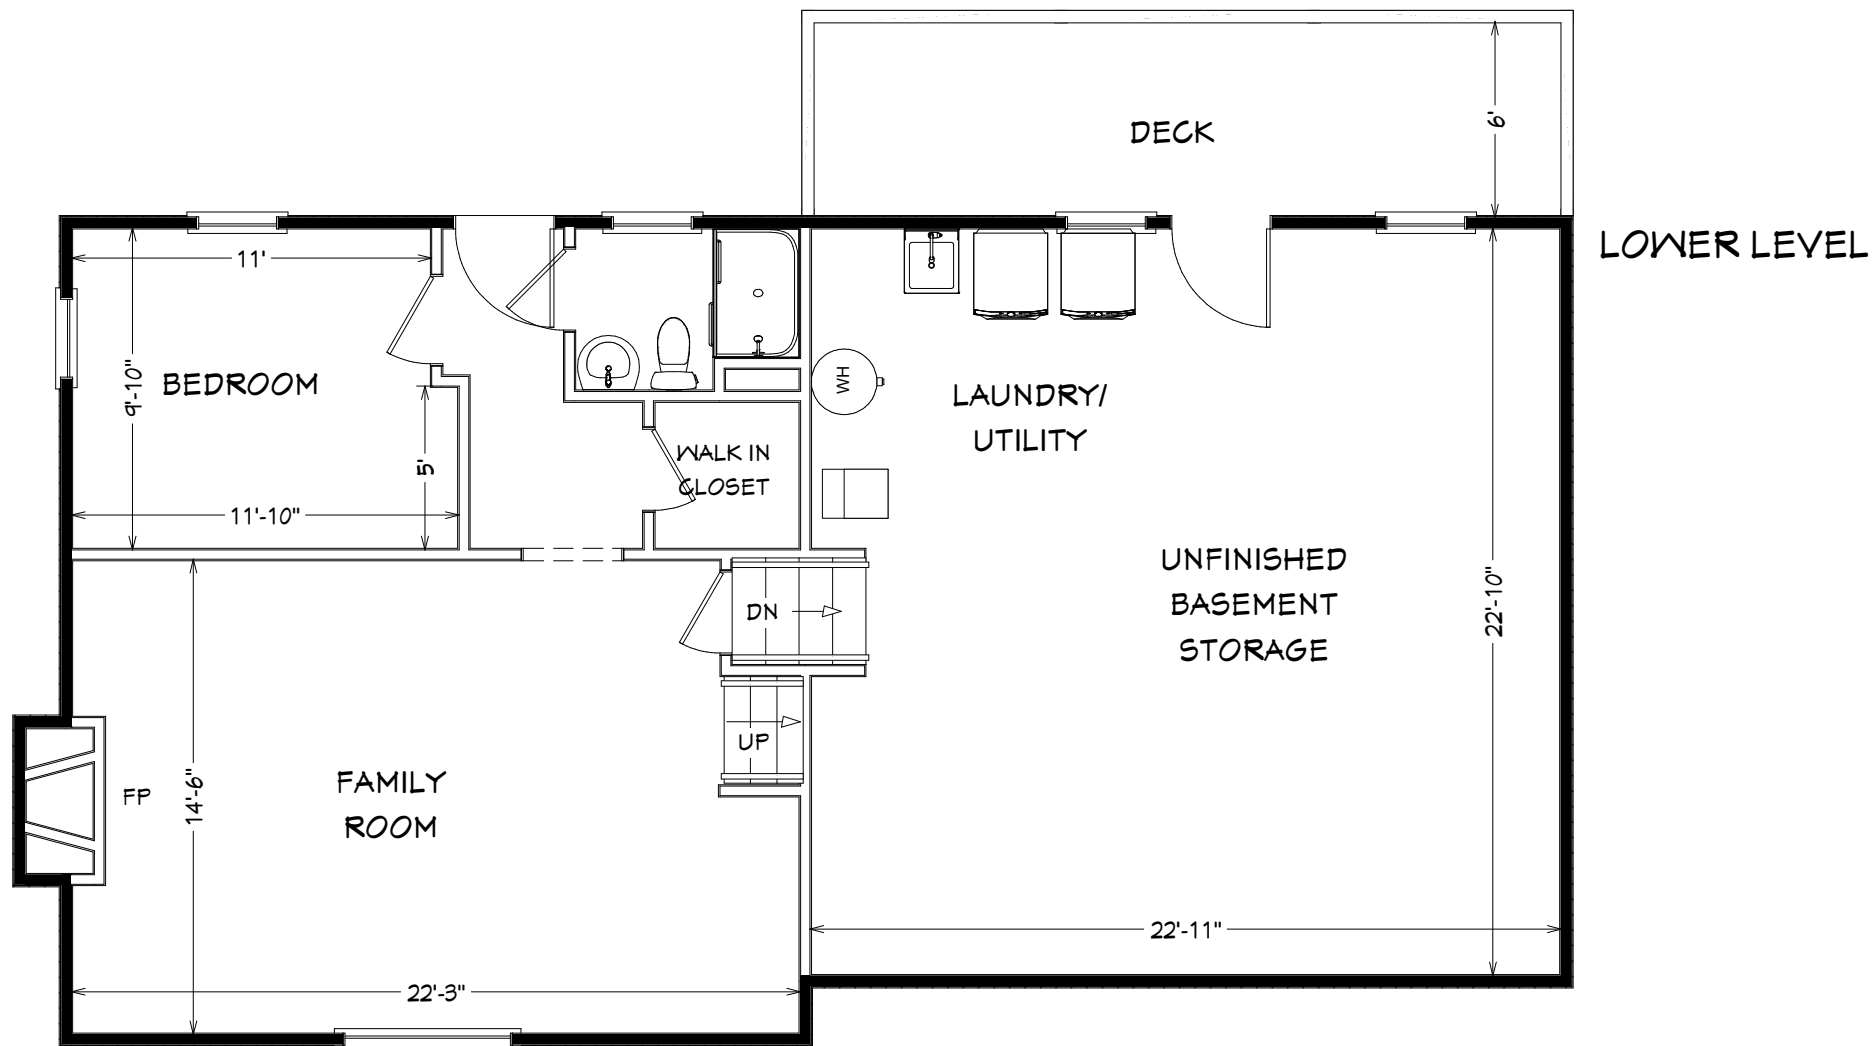 DECK
6'
LOWER LEVEL
11'
9'-10"
BEDROOM
5'
11'-10"
WALK IN
CLOSET
WH
LAUNDRY/
UTILITY
UNFINISHED
BASEMENT
STORAGE
22'-10"
DN
UP
FP
14'-6"
FAMILY
ROOM
22'-11"
22'-3"